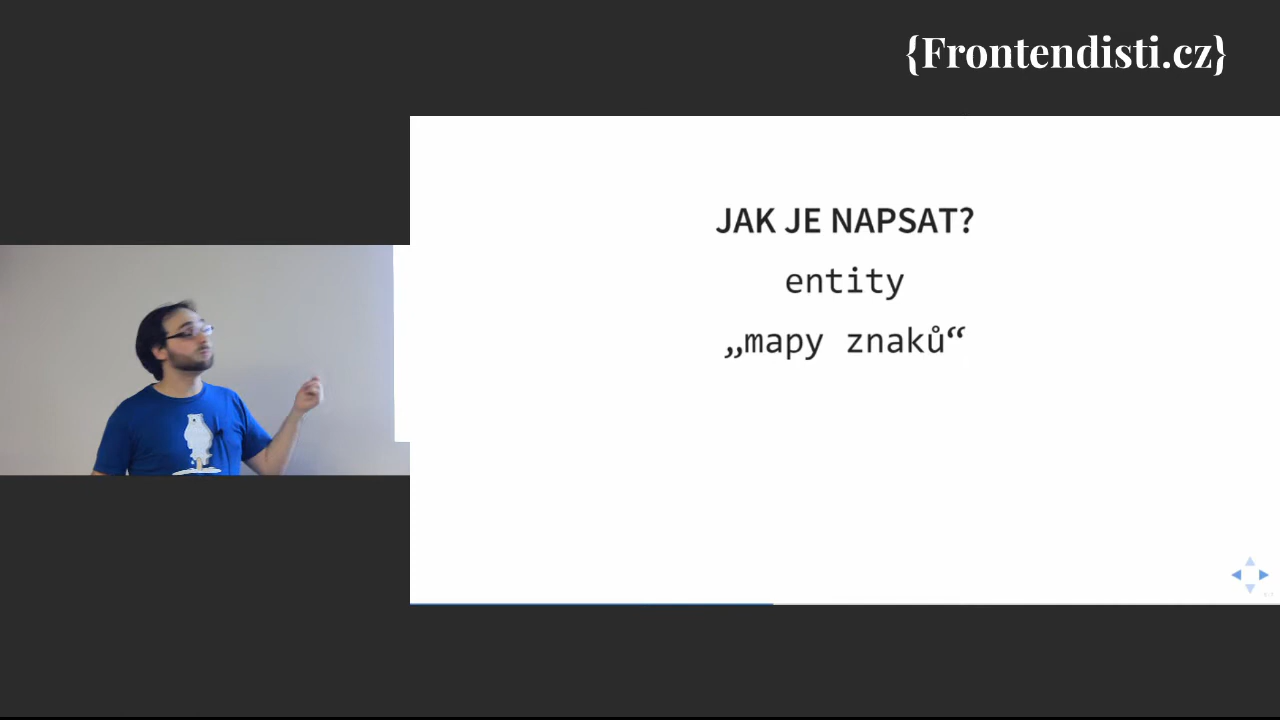 {Frontendisti.cz}
JAK JE NAPSAT?
entity
„mapy znaků“